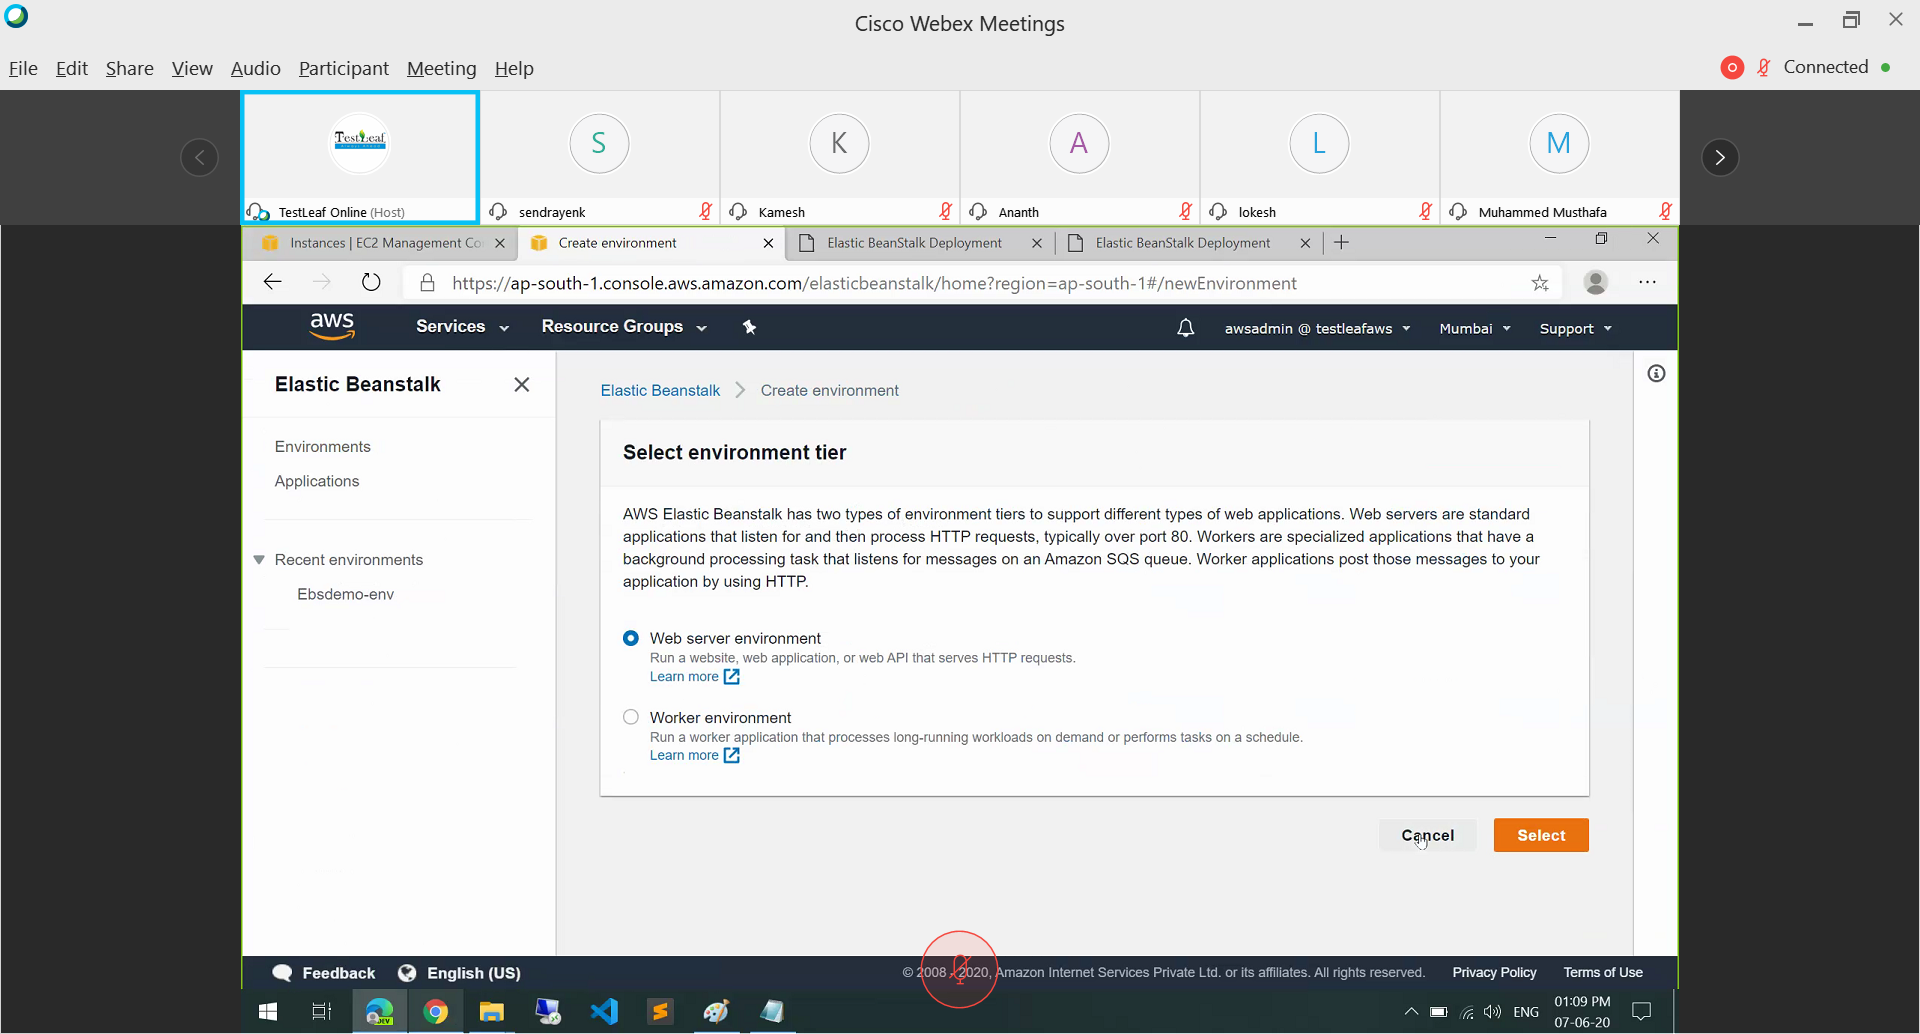 Cisco Webex Meetings
File Edit Share View Audio Participant Meeting Help
Connected
TestLeaf
TestLeaf Online (Host)
S
sendrayenk
K
Kamesh
A
Ananth
L
lokesh
M
Muhammed Musthafa
Instances | EC2 Management Co
Create environment
Elastic BeanStalk Deployment
Elastic BeanStalk Deployment
https://ap-south-1.console.aws.amazon.com/elasticbeanstalk/home?region=ap-south-1#/newEnvironment
aws
Services
Resource Groups
awsadmin @ testleafaws
Mumbai
Support
Elastic Beanstalk
Environments
Applications
Recent environments
Ebsdemo-env
Elastic Beanstalk
Create environment
Select environment tier
AWS Elastic Beanstalk has two types of environment tiers to support different types of web applications. Web servers are standard
applications that listen for and then process HTTP requests, typically over port 80. Workers are specialized applications that have a
background processing task that listens for messages on an Amazon SQS queue. Worker applications post those messages to your
application by using HTTP.
Web server environment
Run a website, web application, or web API that serves HTTP requests.
Learn more
Worker environment
Run a worker application that processes long-running workloads on demand or performs tasks on a schedule.
Learn more
Cancel
Select
Feedback
English (US)
© 2008 - 2020, Amazon Internet Services Private Ltd. or its affiliates. All rights reserved.
Privacy Policy
Terms of Use
DEV
ENG
01:09 PM
07-06-20